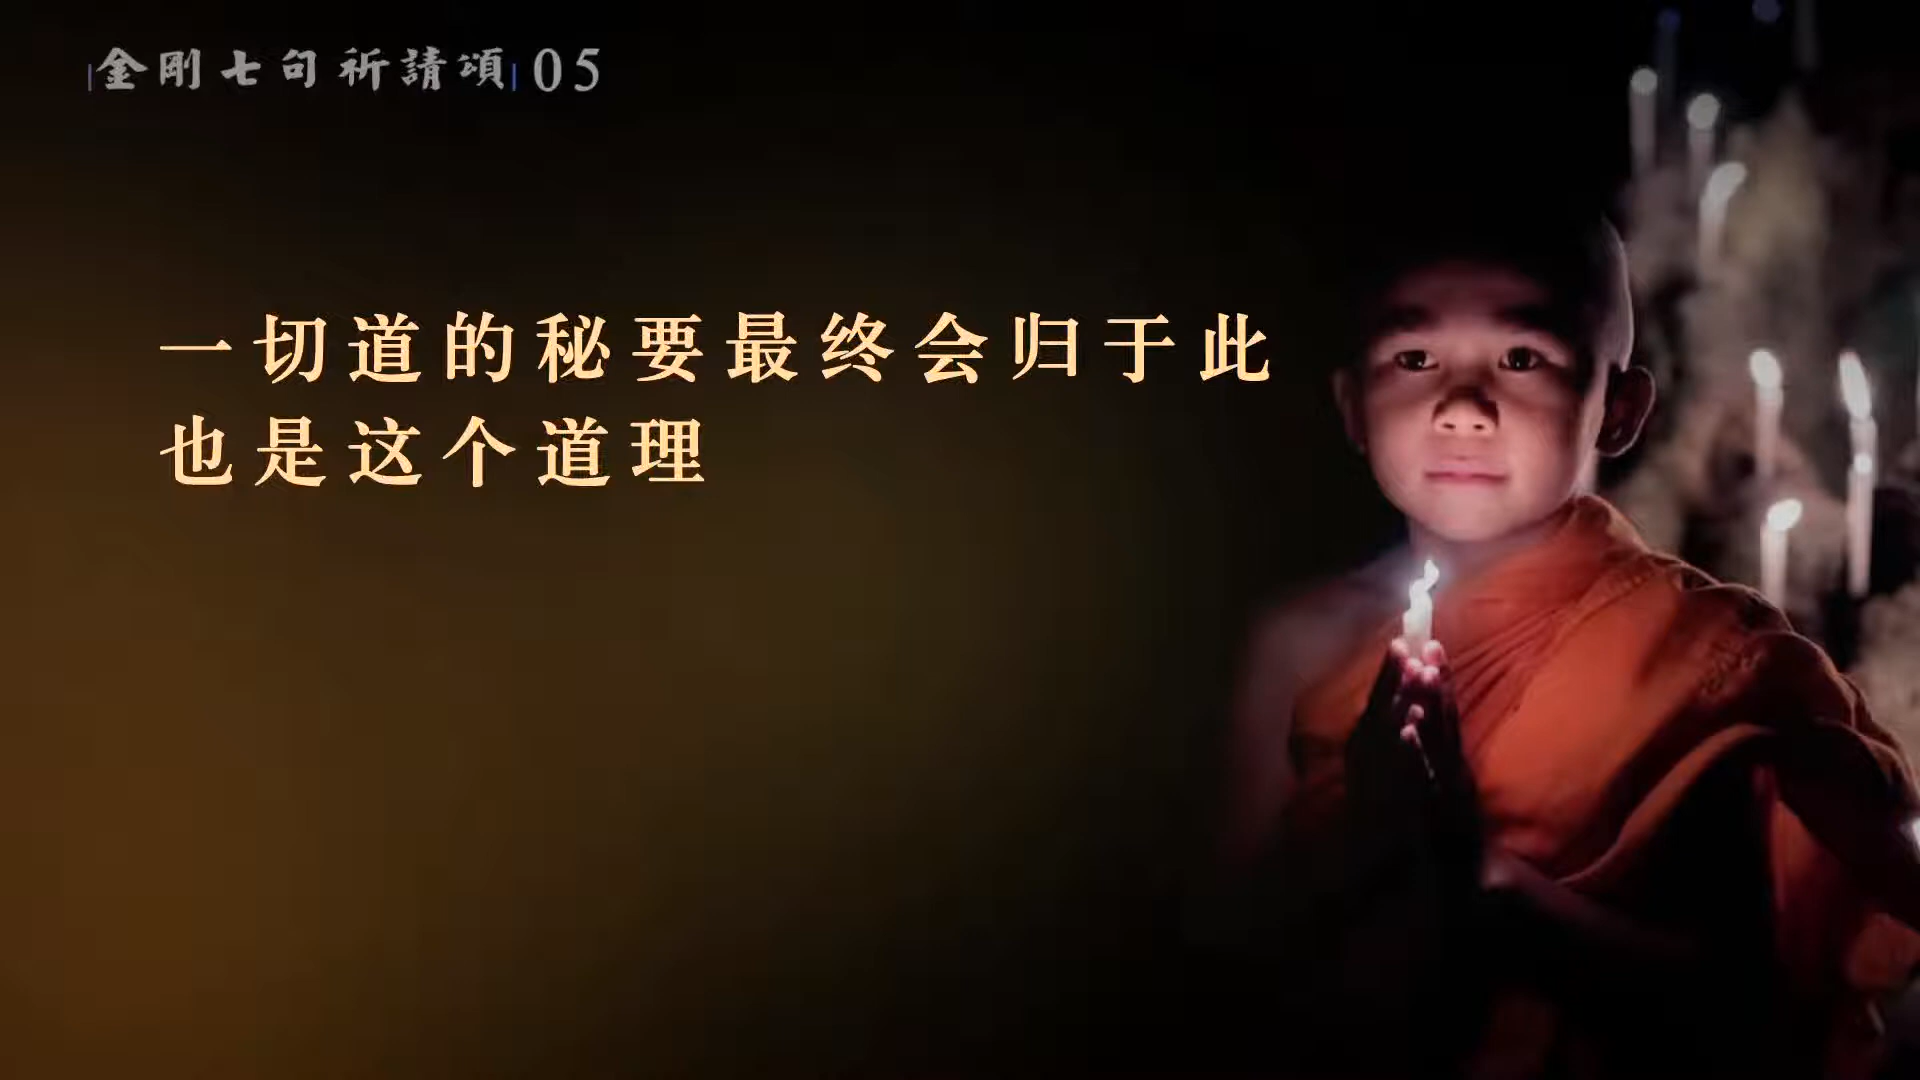 金剛七句祈請頌 05
一切道的秘要最终会归于此
也是这个道理